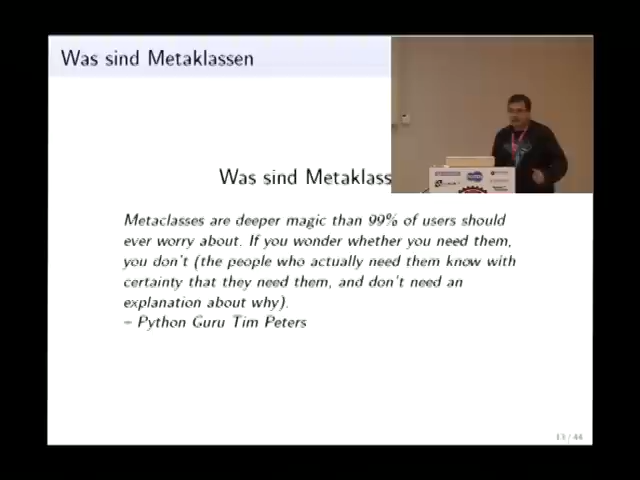 Was sind Metaklassen
Was sind Metaklass
Metaclasses are deeper magic than 99% of users should
ever worry about. If you wonder whether you need them,
you don't (the people who actually need them know with
certainty that they need them, and don't need an
explanation about why).
– Python Guru Tim Peters
13 / 44